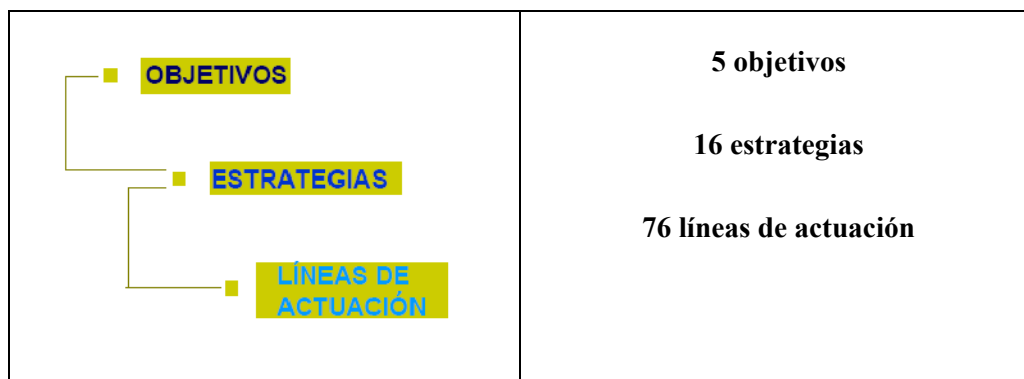 OBJETIVOS
ESTRATEGIAS
LÍNEAS DE
ACTUACIÓN
5 objetivos
16 estrategias
76 líneas de actuación